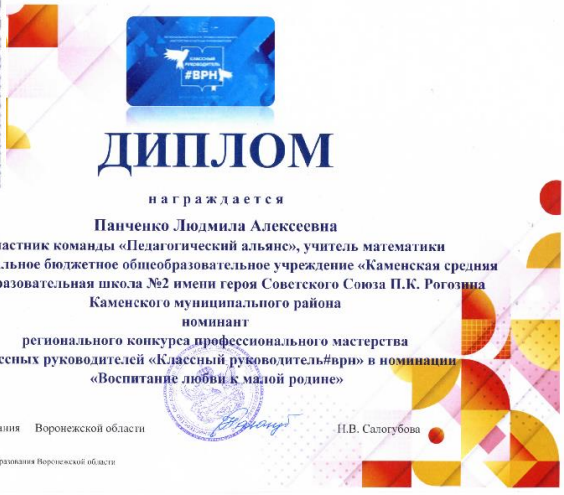 КЛАССНЫЙ
РУКОВОДИТЕЛЬ
#ВРН
ДИПЛОМ
награждается
Панченко Людмила Алексеевна
частник команды «Педагогический альянс», учитель математики
альное бюджетное общеобразовательное учреждение «Каменская средняя
разовательная школа №2 имени героя Советского Союза П.К. Рогозина
Каменского муниципального района
номинант
регионального конкурса профессионального мастерства
ссных руководителей «Классный руководитель#врн» в номинации
«Воспитание любви к малой родине»
ания Воронежской области Н.В. Салогубова
разования Воронежской области